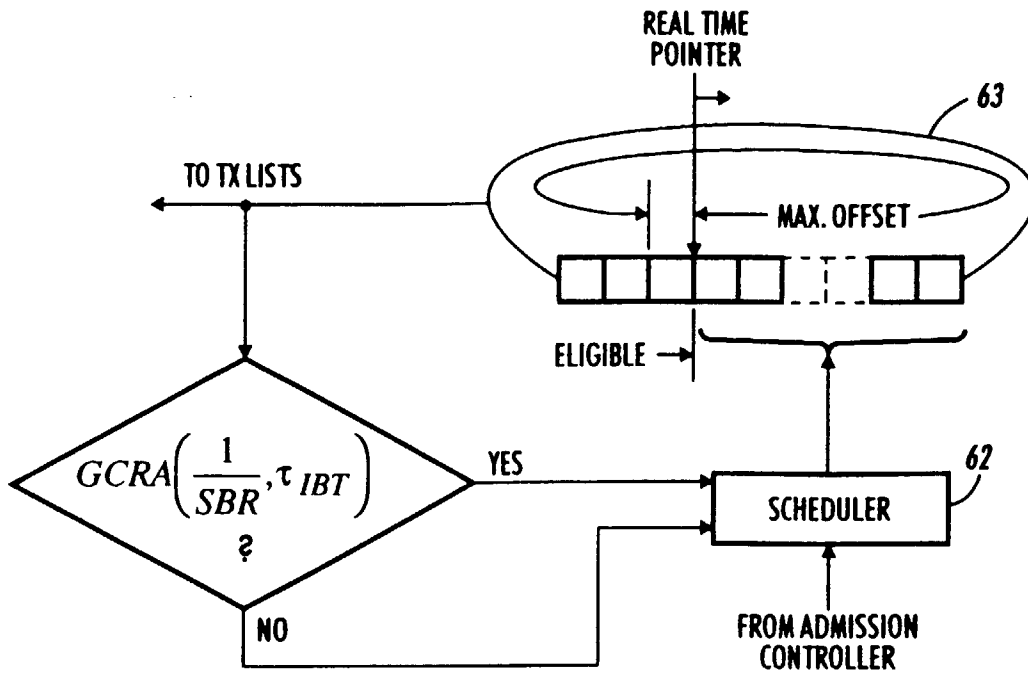 REAL TIME
POINTER
63
TO TX LISTS
MAX. OFFSET
ELIGIBLE
GCRA(1/SBR, τ IBT)
?
YES
NO
62
SCHEDULER
FROM ADMISSION
CONTROLLER